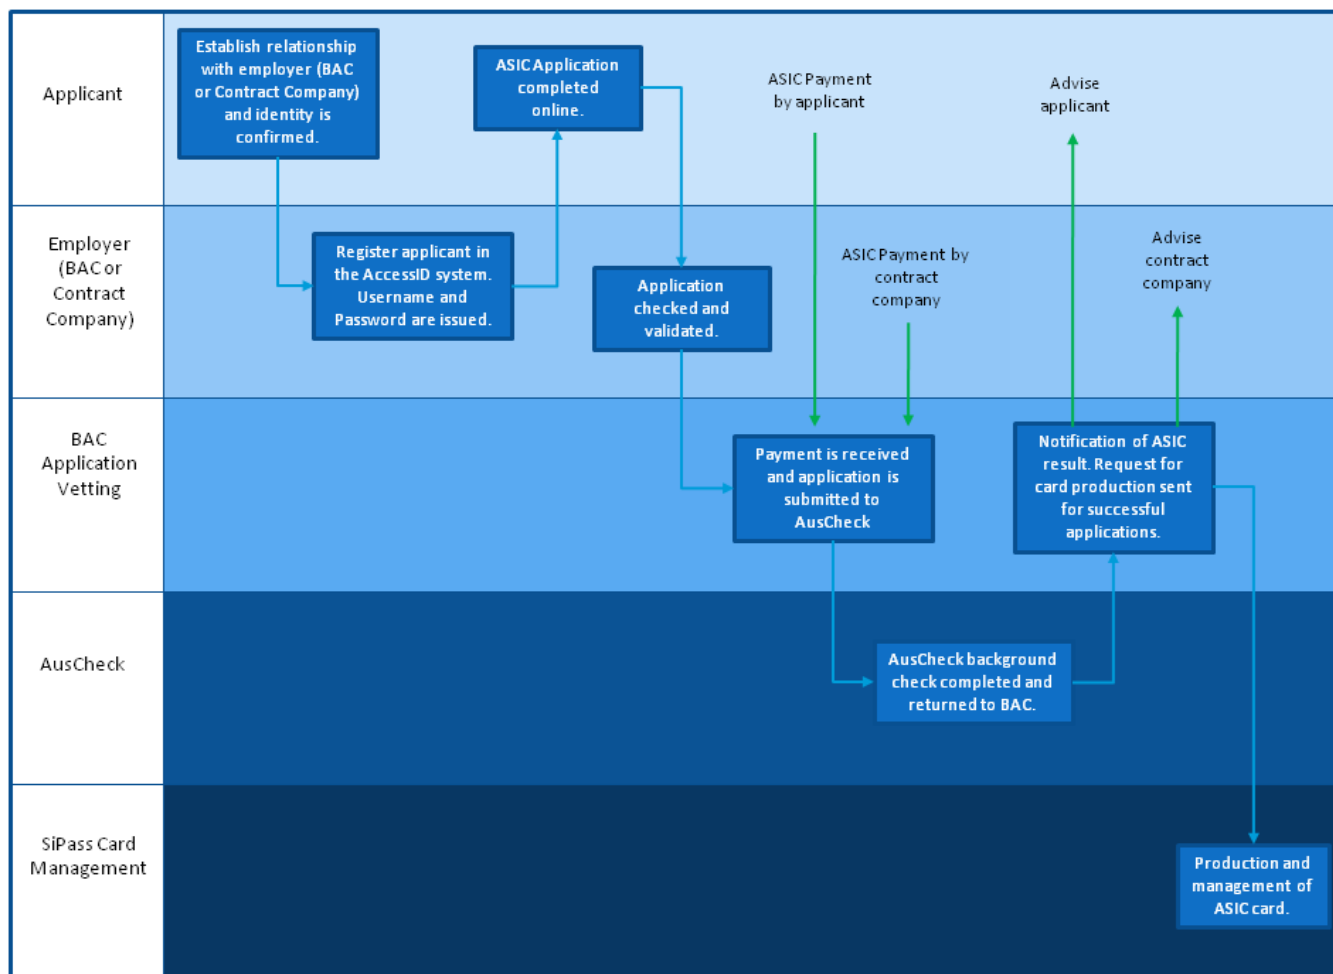 Applicant
Establish relationship
with employer (BAC
or Contract Company)
and identity is
confirmed.
ASIC Application
completed
online.
ASIC Payment
by applicant
Advise
applicant
Employer
(BAC or
Contract
Company)
Register applicant in
the AccessID system.
Username and
Password are issued.
Application
checked and
validated.
ASIC Payment by
contract
company
Advise
contract
company
BAC
Application
Vetting
Payment is received
and application is
submitted to
AusCheck
Notification of ASIC
result. Request for
card production sent
for successful
applications.
AusCheck
AusCheck background
check completed and
returned to BAC.
SiPass Card
Management
Production and
management of
ASIC card.